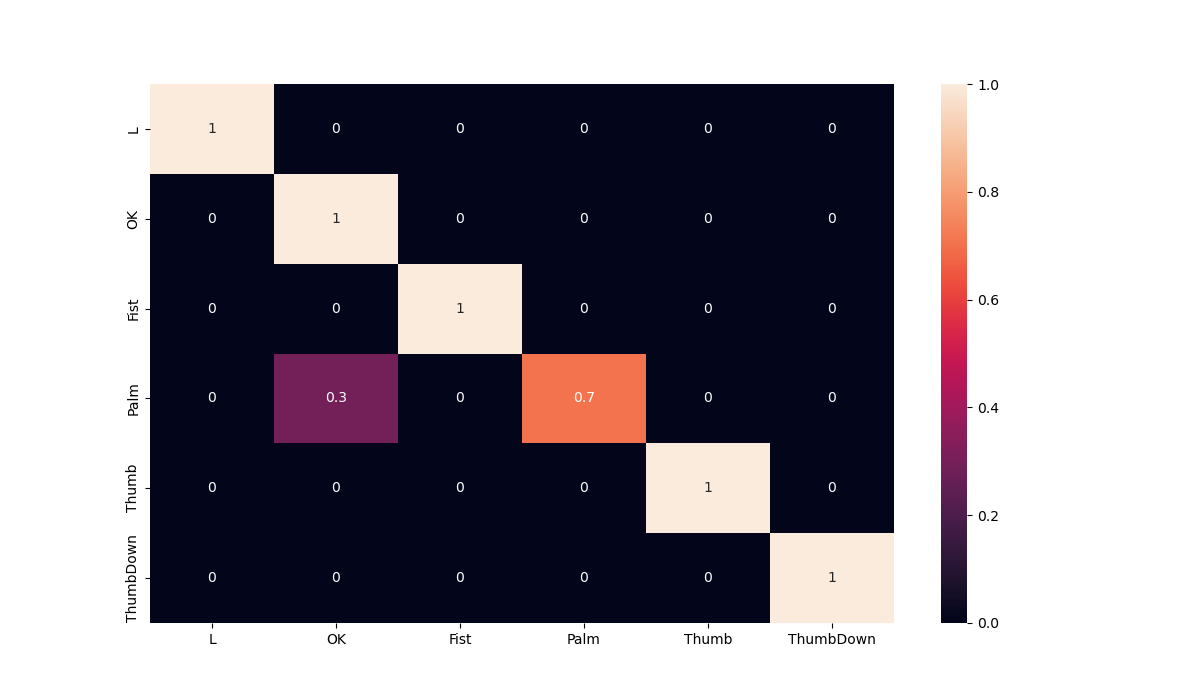 1.0
L 1 0 0 0 0 0
0.8
OK 0 1 0 0 0 0
Fist 0 0 1 0 0 0
0.6
Palm 0 0.3 0 0.7 0 0
0.4
Thumb 0 0 0 0 1 0
0.2
ThumbDown 0 0 0 0 0 1
0.0
L OK Fist Palm Thumb ThumbDown